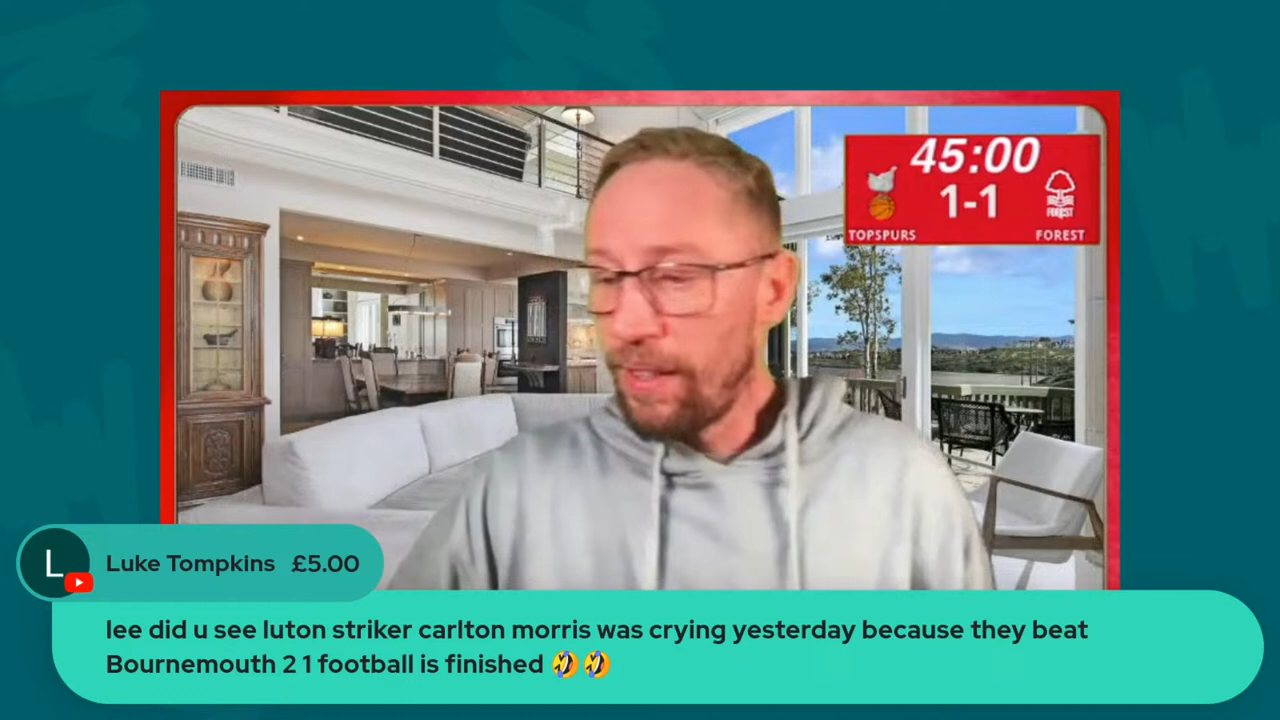 45:00
1-1
FOREST
TOPSPURS
FOREST
L
Luke Tompkins £5.00
lee did u see luton striker carlton morris was crying yesterday because they beat
Bournemouth 2 1 football is finished 🤣🤣